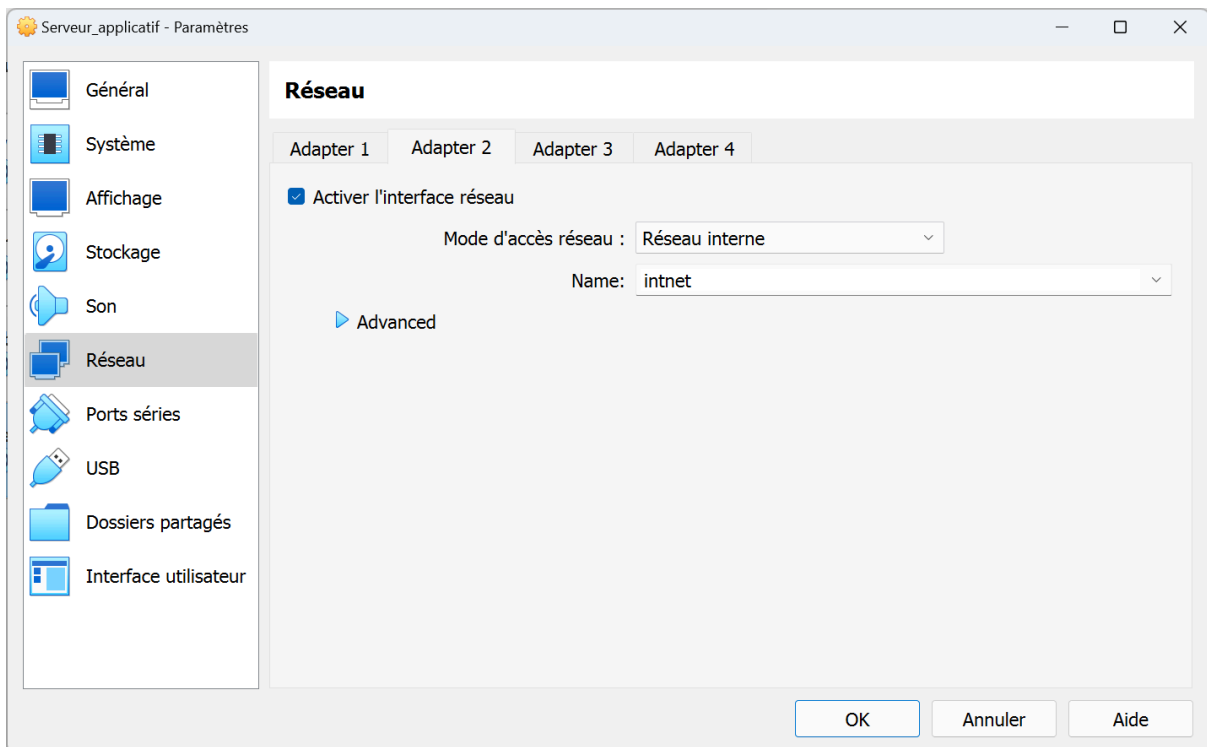 Serveur_applicatif - Paramètres
Général
Système
Affichage
Stockage
Son
Réseau
Ports séries
USB
Dossiers partagés
Interface utilisateur
Réseau
Adapter 1 Adapter 2 Adapter 3 Adapter 4
Activer l'interface réseau
Mode d'accès réseau : Réseau interne
Name: intnet
Advanced
OK Annuler Aide